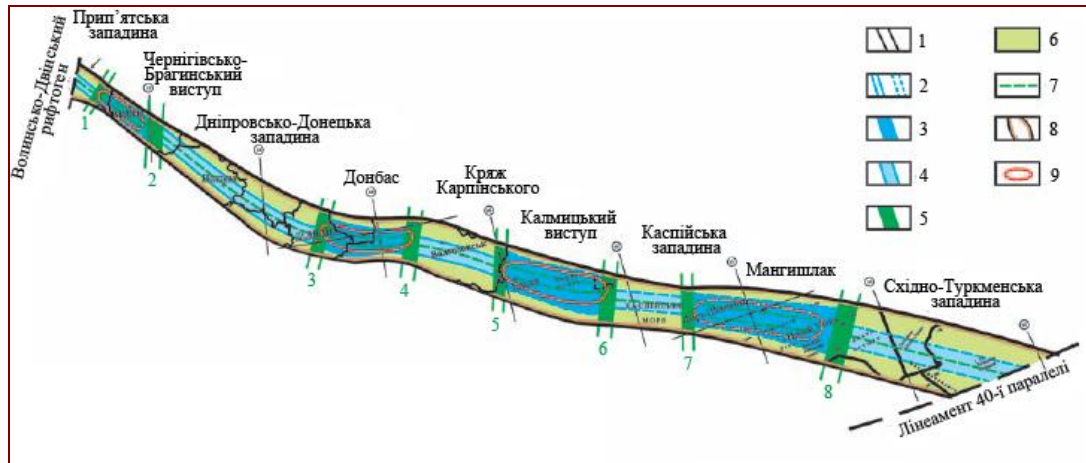 Прип’ятська
западина
Чернігівсько-
Брагинський
виступ
Волинсько-Двінський
рифтоген
Дніпровсько-Донецька
западина
Донбас
Кряж
Карпінського
Калмицький
виступ
Каспійська
западина
Мангишлак
Східно-Туркменська
западина
Лінеамент 40-ї паралелі
1
2
3
4
5
6
7
8
1
2
3
4
5
6
7
8
9